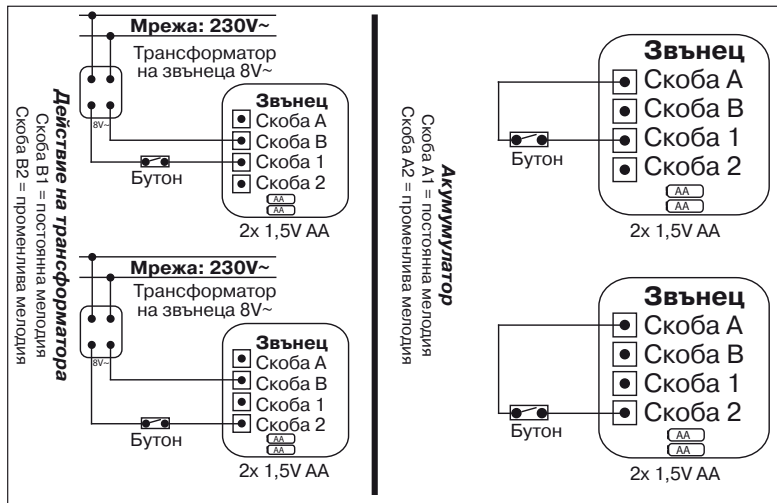 Действие на трансформатора
Скоба B1 = постоянна мелодия
Скоба B2 = променлива мелодия
Мрежа: 230V~
Трансформатор
на звънеца 8V~
8V~
Звънец
Скоба A
Скоба B
Скоба 1
Скоба 2
Бутон
AA
AA
2x 1,5V AA
Мрежа: 230V~
Трансформатор
на звънеца 8V~
8V~
Звънец
Скоба A
Скоба B
Скоба 1
Скоба 2
Бутон
AA
AA
2x 1,5V AA
Акумумулатор
Скоба A1 = постоянна мелодия
Скоба A2 = променлива мелодия
Звънец
Скоба A
Скоба B
Скоба 1
Скоба 2
Бутон
AA
AA
2x 1,5V AA
Звънец
Скоба A
Скоба B
Скоба 1
Скоба 2
Бутон
AA
AA
2x 1,5V AA